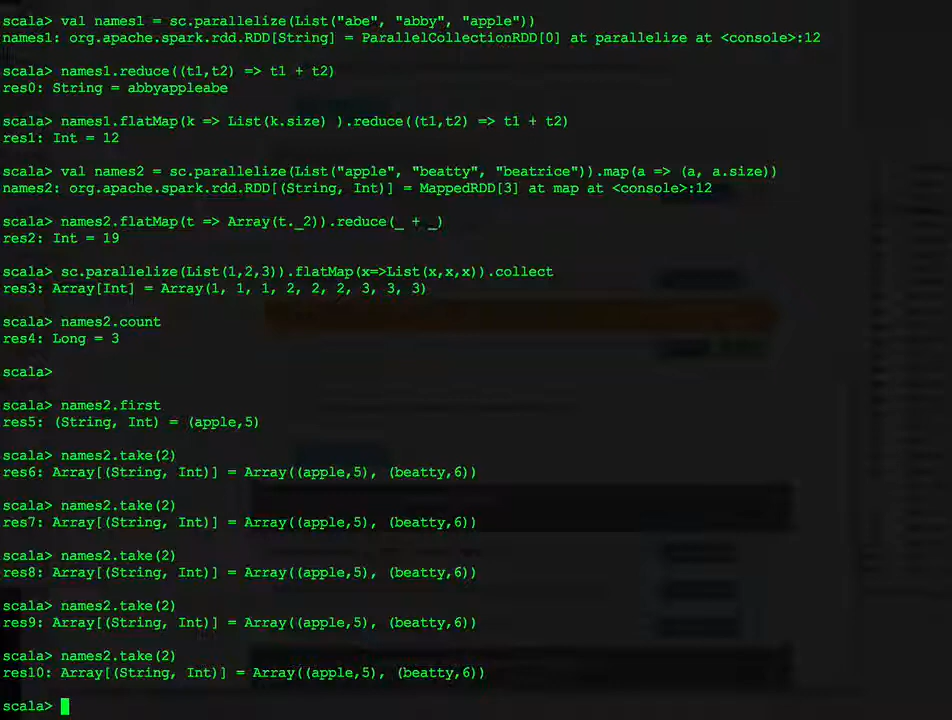 scala> val names1 = sc.parallelize(List("abe", "abby", "apple"))
names1: org.apache.spark.rdd.RDD[String] = ParallelCollectionRDD[0] at parallelize at <console>:12
scala> names1.reduce((t1,t2) => t1 + t2)
res0: String = abbyappleabe
scala> names1.flatMap(k => List(k.size) ).reduce((t1,t2) => t1 + t2)
res1: Int = 12
scala> val names2 = sc.parallelize(List("apple", "beatty", "beatrice")).map(a => (a, a.size))
names2: org.apache.spark.rdd.RDD[(String, Int)] = MappedRDD[3] at map at <console>:12
scala> names2.flatMap(t => Array(t._2)).reduce(_ + _)
res2: Int = 19
scala> sc.parallelize(List(1,2,3)).flatMap(x=>List(x,x,x)).collect
res3: Array[Int] = Array(1, 1, 1, 2, 2, 2, 3, 3, 3)
scala> names2.count
res4: Long = 3
scala>
scala> names2.first
res5: (String, Int) = (apple,5)
scala> names2.take(2)
res6: Array[(String, Int)] = Array((apple,5), (beatty,6))
scala> names2.take(2)
res7: Array[(String, Int)] = Array((apple,5), (beatty,6))
scala> names2.take(2)
res8: Array[(String, Int)] = Array((apple,5), (beatty,6))
scala> names2.take(2)
res9: Array[(String, Int)] = Array((apple,5), (beatty,6))
scala> names2.take(2)
res10: Array[(String, Int)] = Array((apple,5), (beatty,6))
scala>